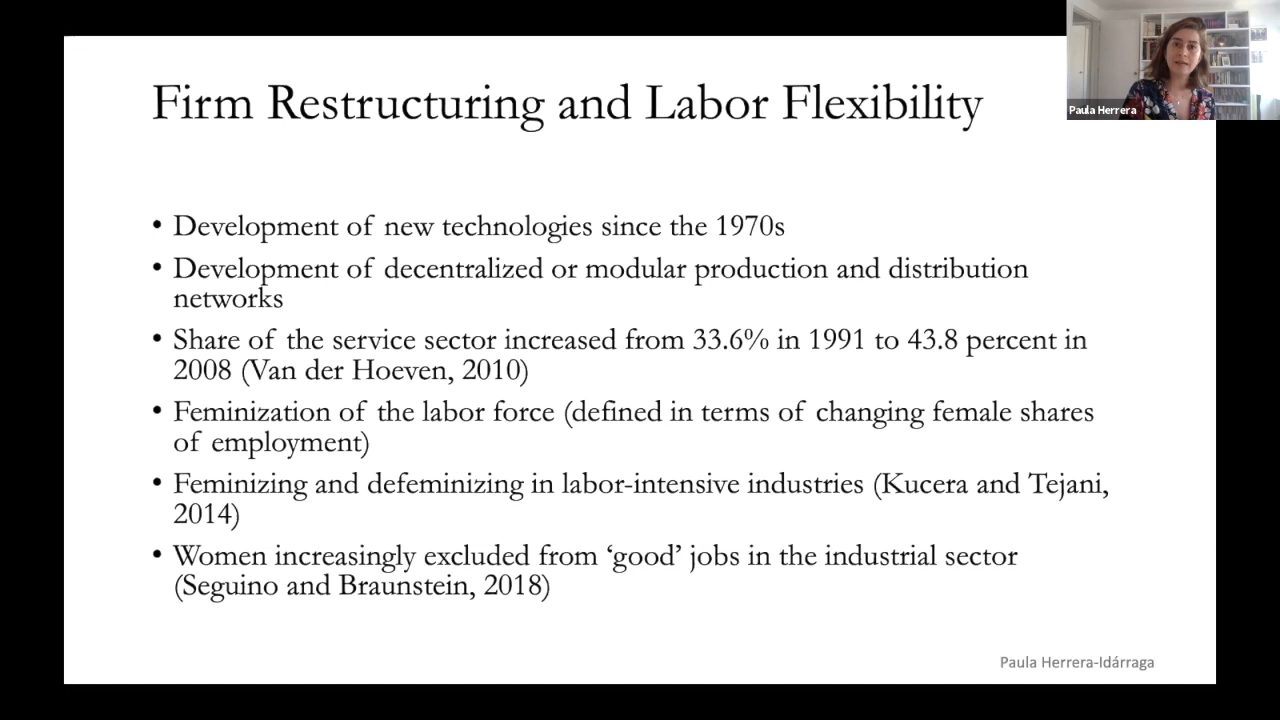 Firm Restructuring and Labor Flexibility
Paula Herrera
• Development of new technologies since the 1970s
• Development of decentralized or modular production and distribution
networks
• Share of the service sector increased from 33.6% in 1991 to 43.8 percent in
2008 (Van der Hoeven, 2010)
• Feminization of the labor force (defined in terms of changing female shares
of employment)
• Feminizing and defeminizing in labor-intensive industries (Kucera and Tejani,
2014)
• Women increasingly excluded from ‘good’ jobs in the industrial sector
(Seguino and Braunstein, 2018)
Paula Herrera-Idárraga